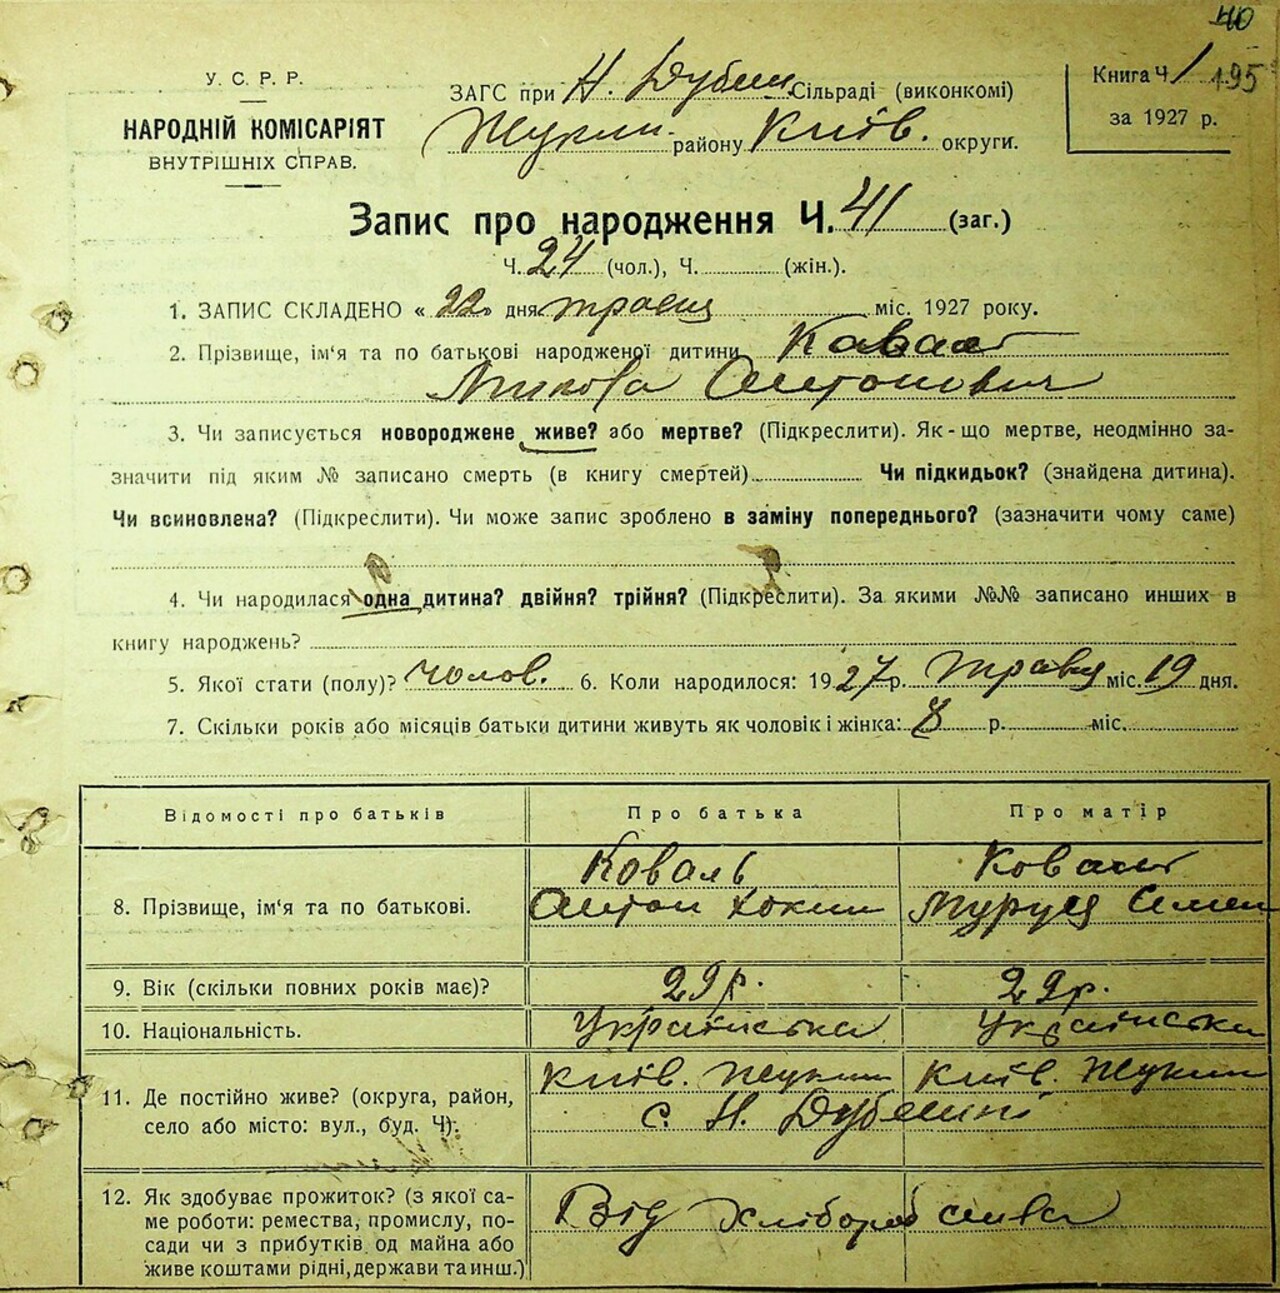 40
У. С. Р. Р.
НАРОДНІЙ КОМІСАРІЯТ
ВНУТРІШНІХ СПРАВ.
ЗАГС при Н. Дубеч. Сільраді (виконкомі)
району Київ. округи.
Книга Ч. 1 195
за 1927 р.
Запис про народження Ч. 41 (заг.)
Ч. 24 (чол.), Ч. (жін.).
1. ЗАПИС СКЛАДЕНО « 22 » дня травця міс. 1927 року.
2. Прізвище, ім‘я та по батькові народженої дитини Коваль
Микола Антонович
3. Чи записується новороджене живе? або мертве? (Підкреслити). Як-що мертве, неодмінно за-
значити під яким № записано смерть (в книгу смертей) Чи підкидьок? (знайдена дитина).
Чи всиновлена? (Підкреслити). Чи може запис зроблено в заміну попереднього? (зазначити чому саме)
4. Чи народилася одна дитина? двійня? трійня? (Підкреслити). За якими №№ записано инших в
книгу народжень?
5. Якої стати (полу)? чолов. 6. Коли народилося: 1927 р. травця міс. 19 дня.
7. Скільки років або місяців батьки дитини живуть як чоловік і жінка: 8 р. міс.
Відомості про батьків Про батька Про матір
Коваль Коваль
8. Прізвище, ім‘я та по батькові. Антон Мурця Семен
9. Вік (скільки повних років має)? 29 р. 29 р.
10. Національність. Українська Українська
Київ. Київ.
11. Де постійно живе? (округа, район,
село або місто: вул., буд. Ч). с. Н. Дубечні
12. Як здобуває прожиток? (з якої са-
ме роботи: ремества, промислу, по- Від хліборобства
сади чи з прибутків од майна або
живе коштами рідні, держави та инш.)